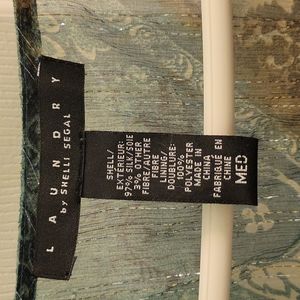 LAUNDRY
by SHELLI SEGAL
SHELL/
EXTÉRIEUR:
97% SILK/SOIE
3% OTHER
FIBRE/AUTRE
FIBRE
LINING/
DOUBLURE:
100%
POLYESTER
MADE IN
CHINA
FABRIQUÉ EN
CHINE
MED